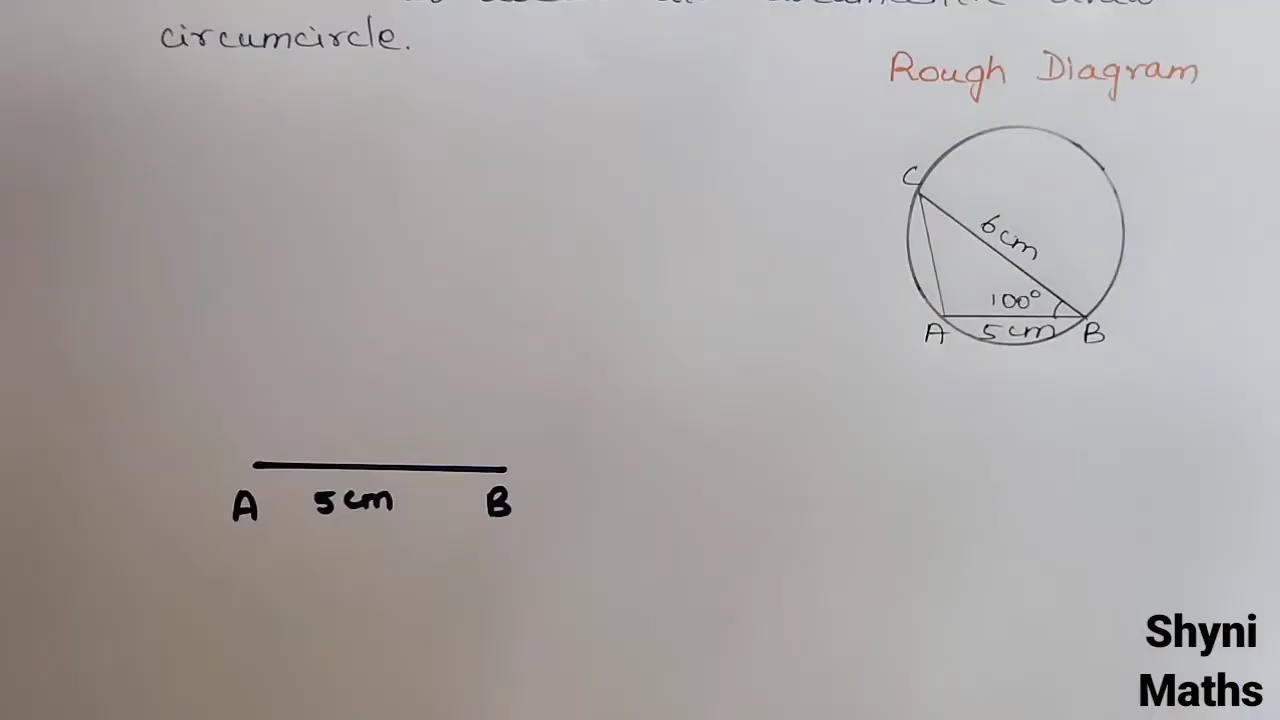 circumcircle.
Rough Diagram
C
6cm
100°
A 5cm B
A 5cm B
Shyni
Maths